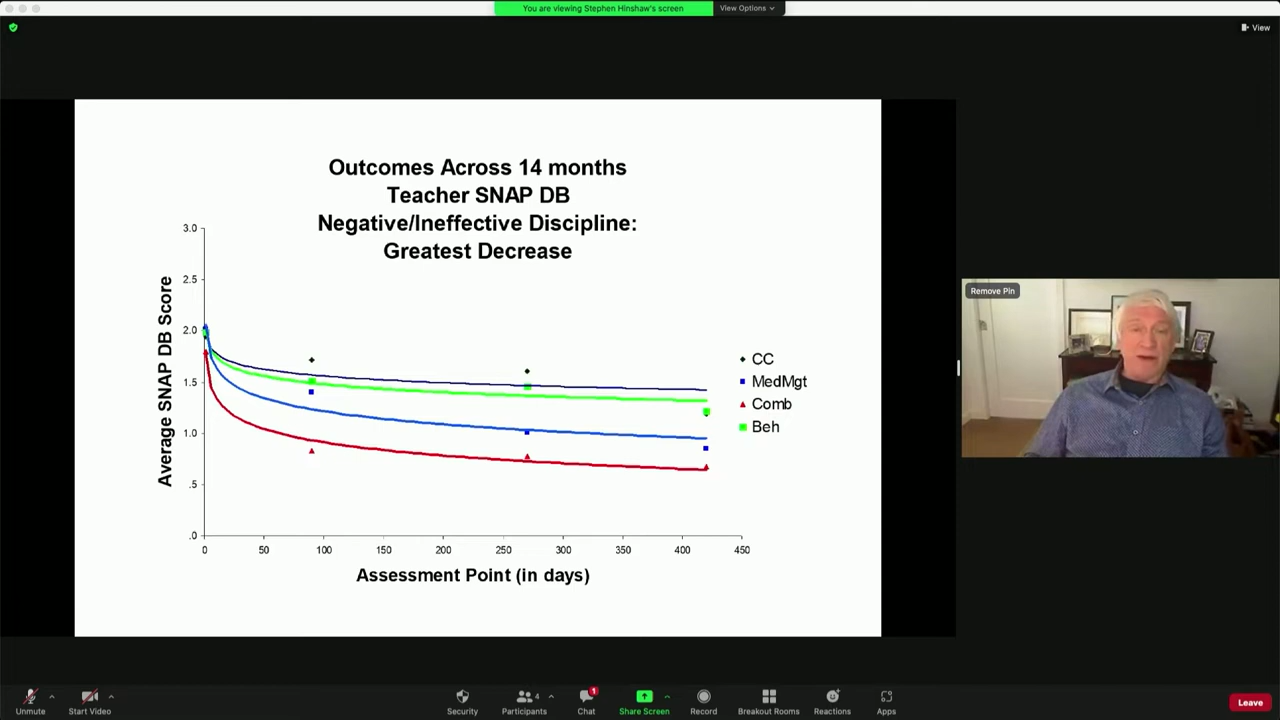 You are viewing Stephen Hinshaw's screen
View Options
View
Outcomes Across 14 months
Teacher SNAP DB
Negative/Ineffective Discipline:
Greatest Decrease
Average SNAP DB Score
3.0
2.5
2.0
1.5
1.0
.5
.0
0 50 100 150 200 250 300 350 400 450
Assessment Point (in days)
CC
MedMgt
Comb
Beh
Remove Pin
Unmute
Start Video
Security
Participants
4
Chat
1
Share Screen
Record
Breakout Rooms
Reactions
Apps
Leave